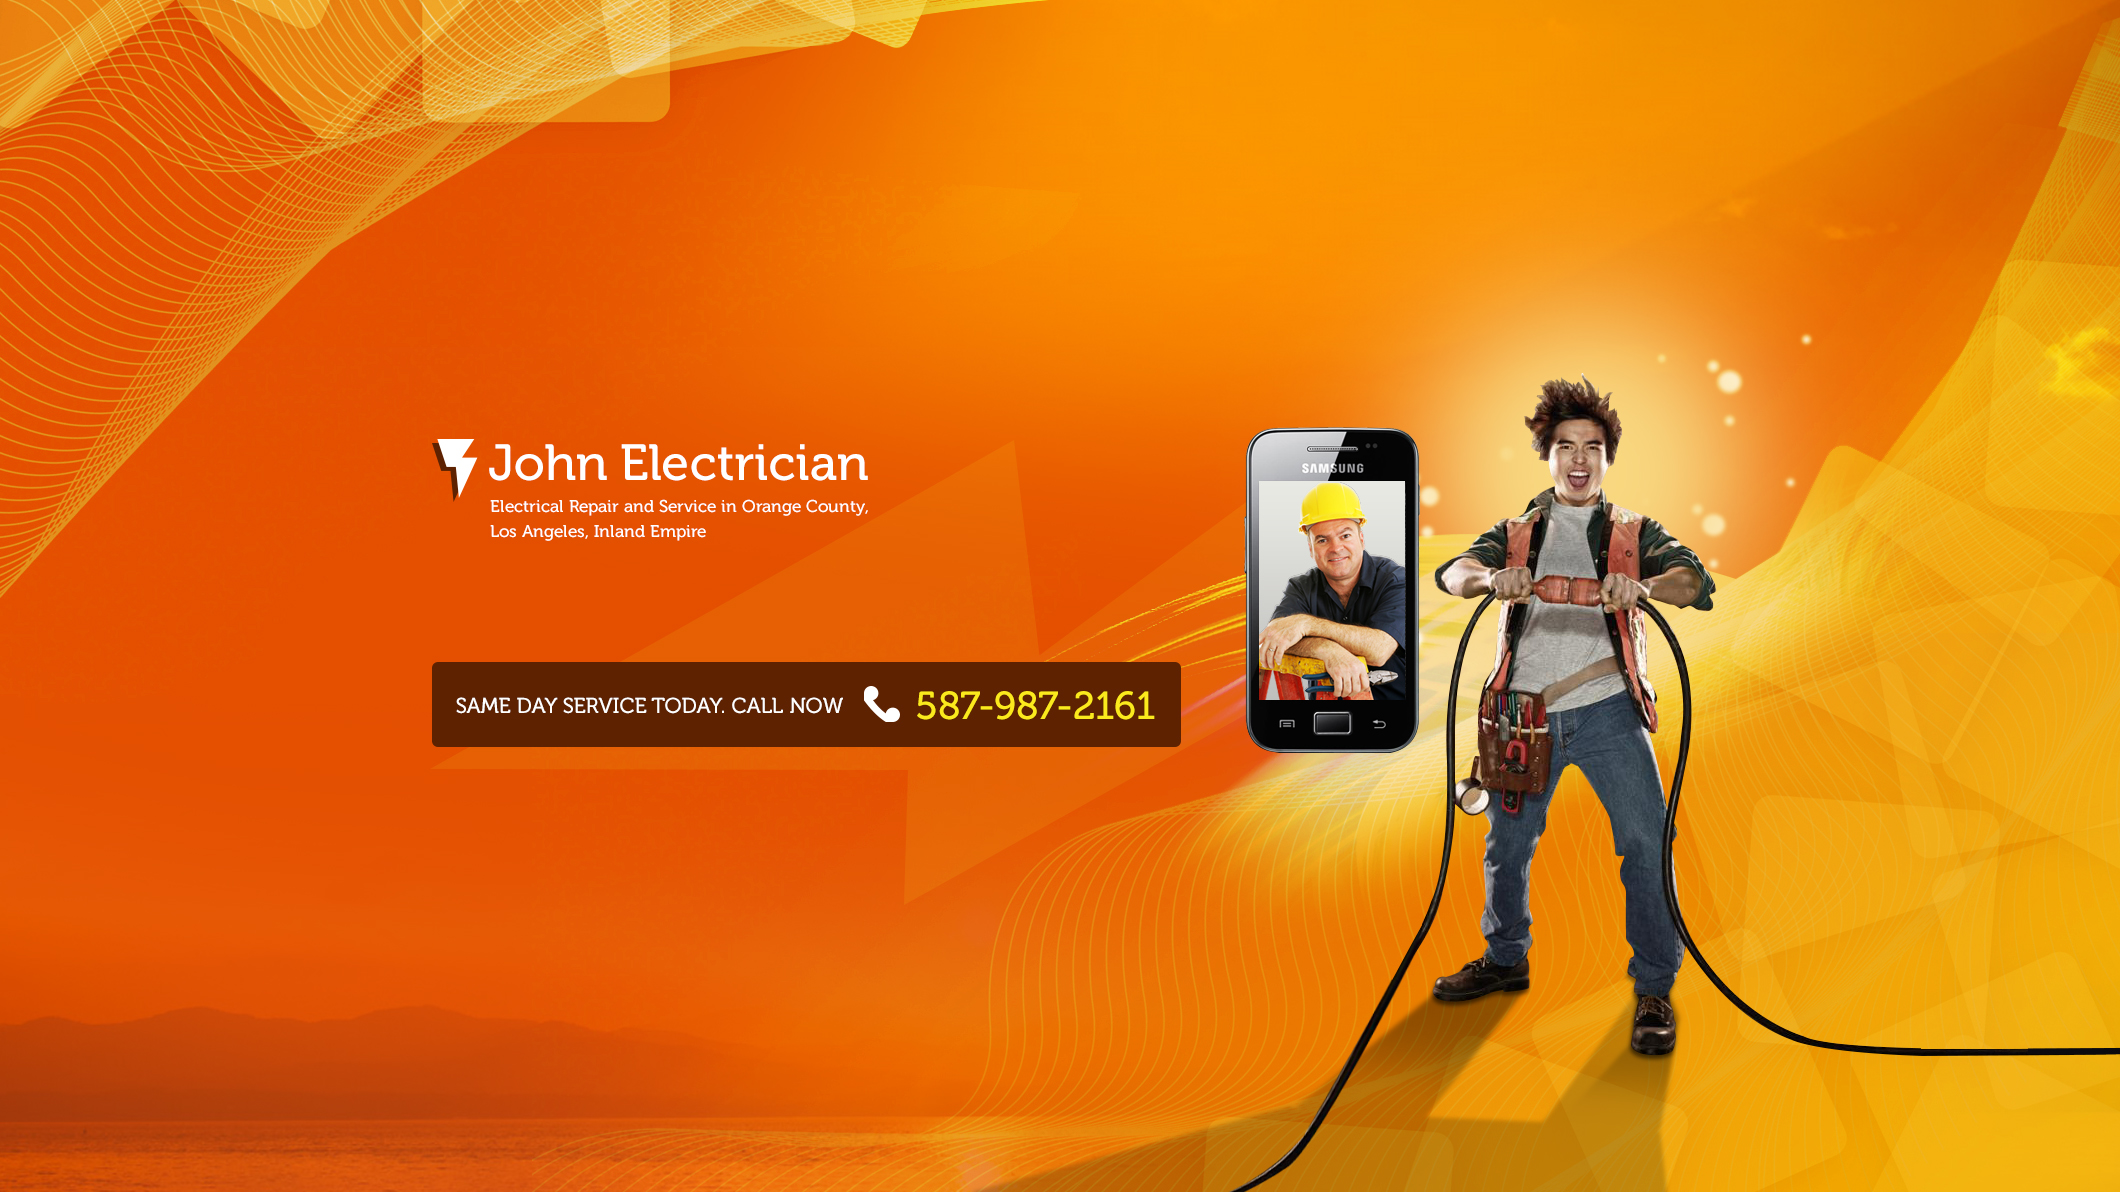 John Electrician
Electrical Repair and Service in Orange County,
Los Angeles, Inland Empire
SAME DAY SERVICE TODAY. CALL NOW 587-987-2161
SAMSUNG